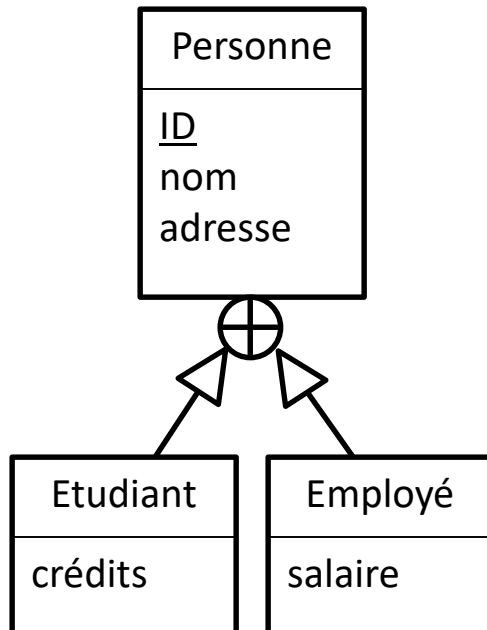 Personne
ID
nom
adresse
Etudiant
Employé
crédits
salaire